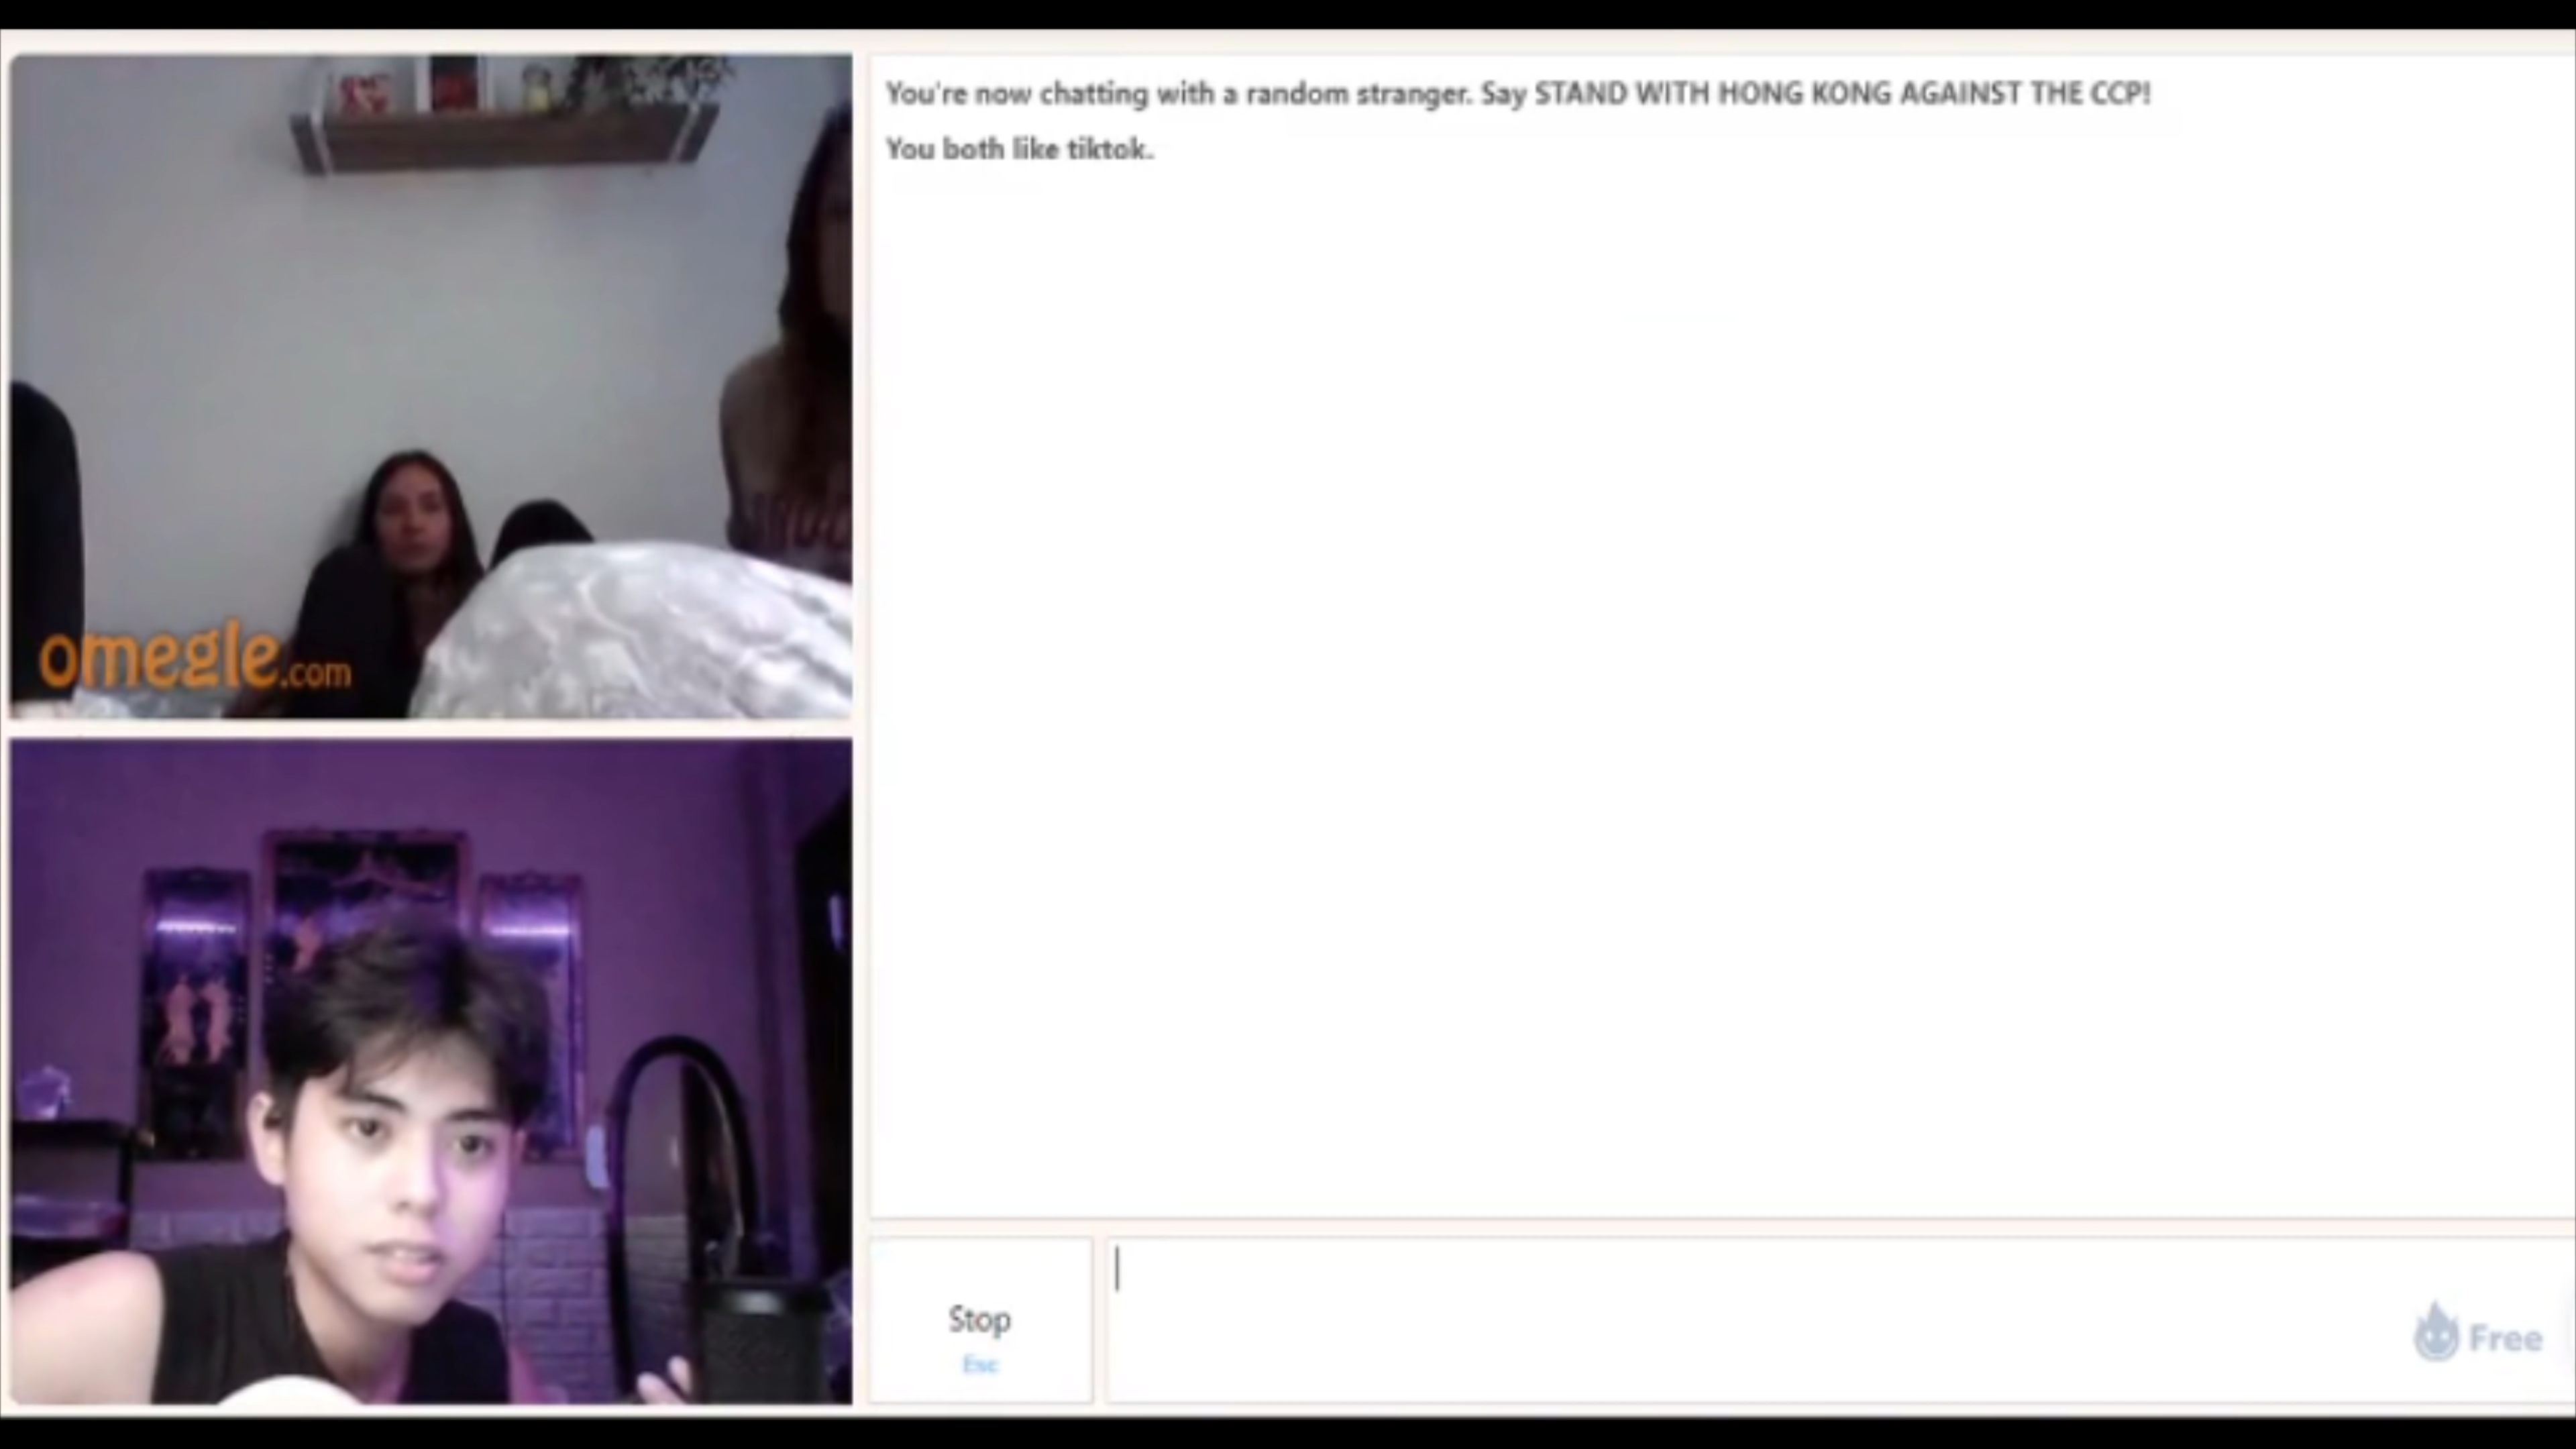 You're now chatting with a random stranger. Say STAND WITH HONG KONG AGAINST THE CCP!
You both like tiktok.
omegle.com
Stop
Esc
Free